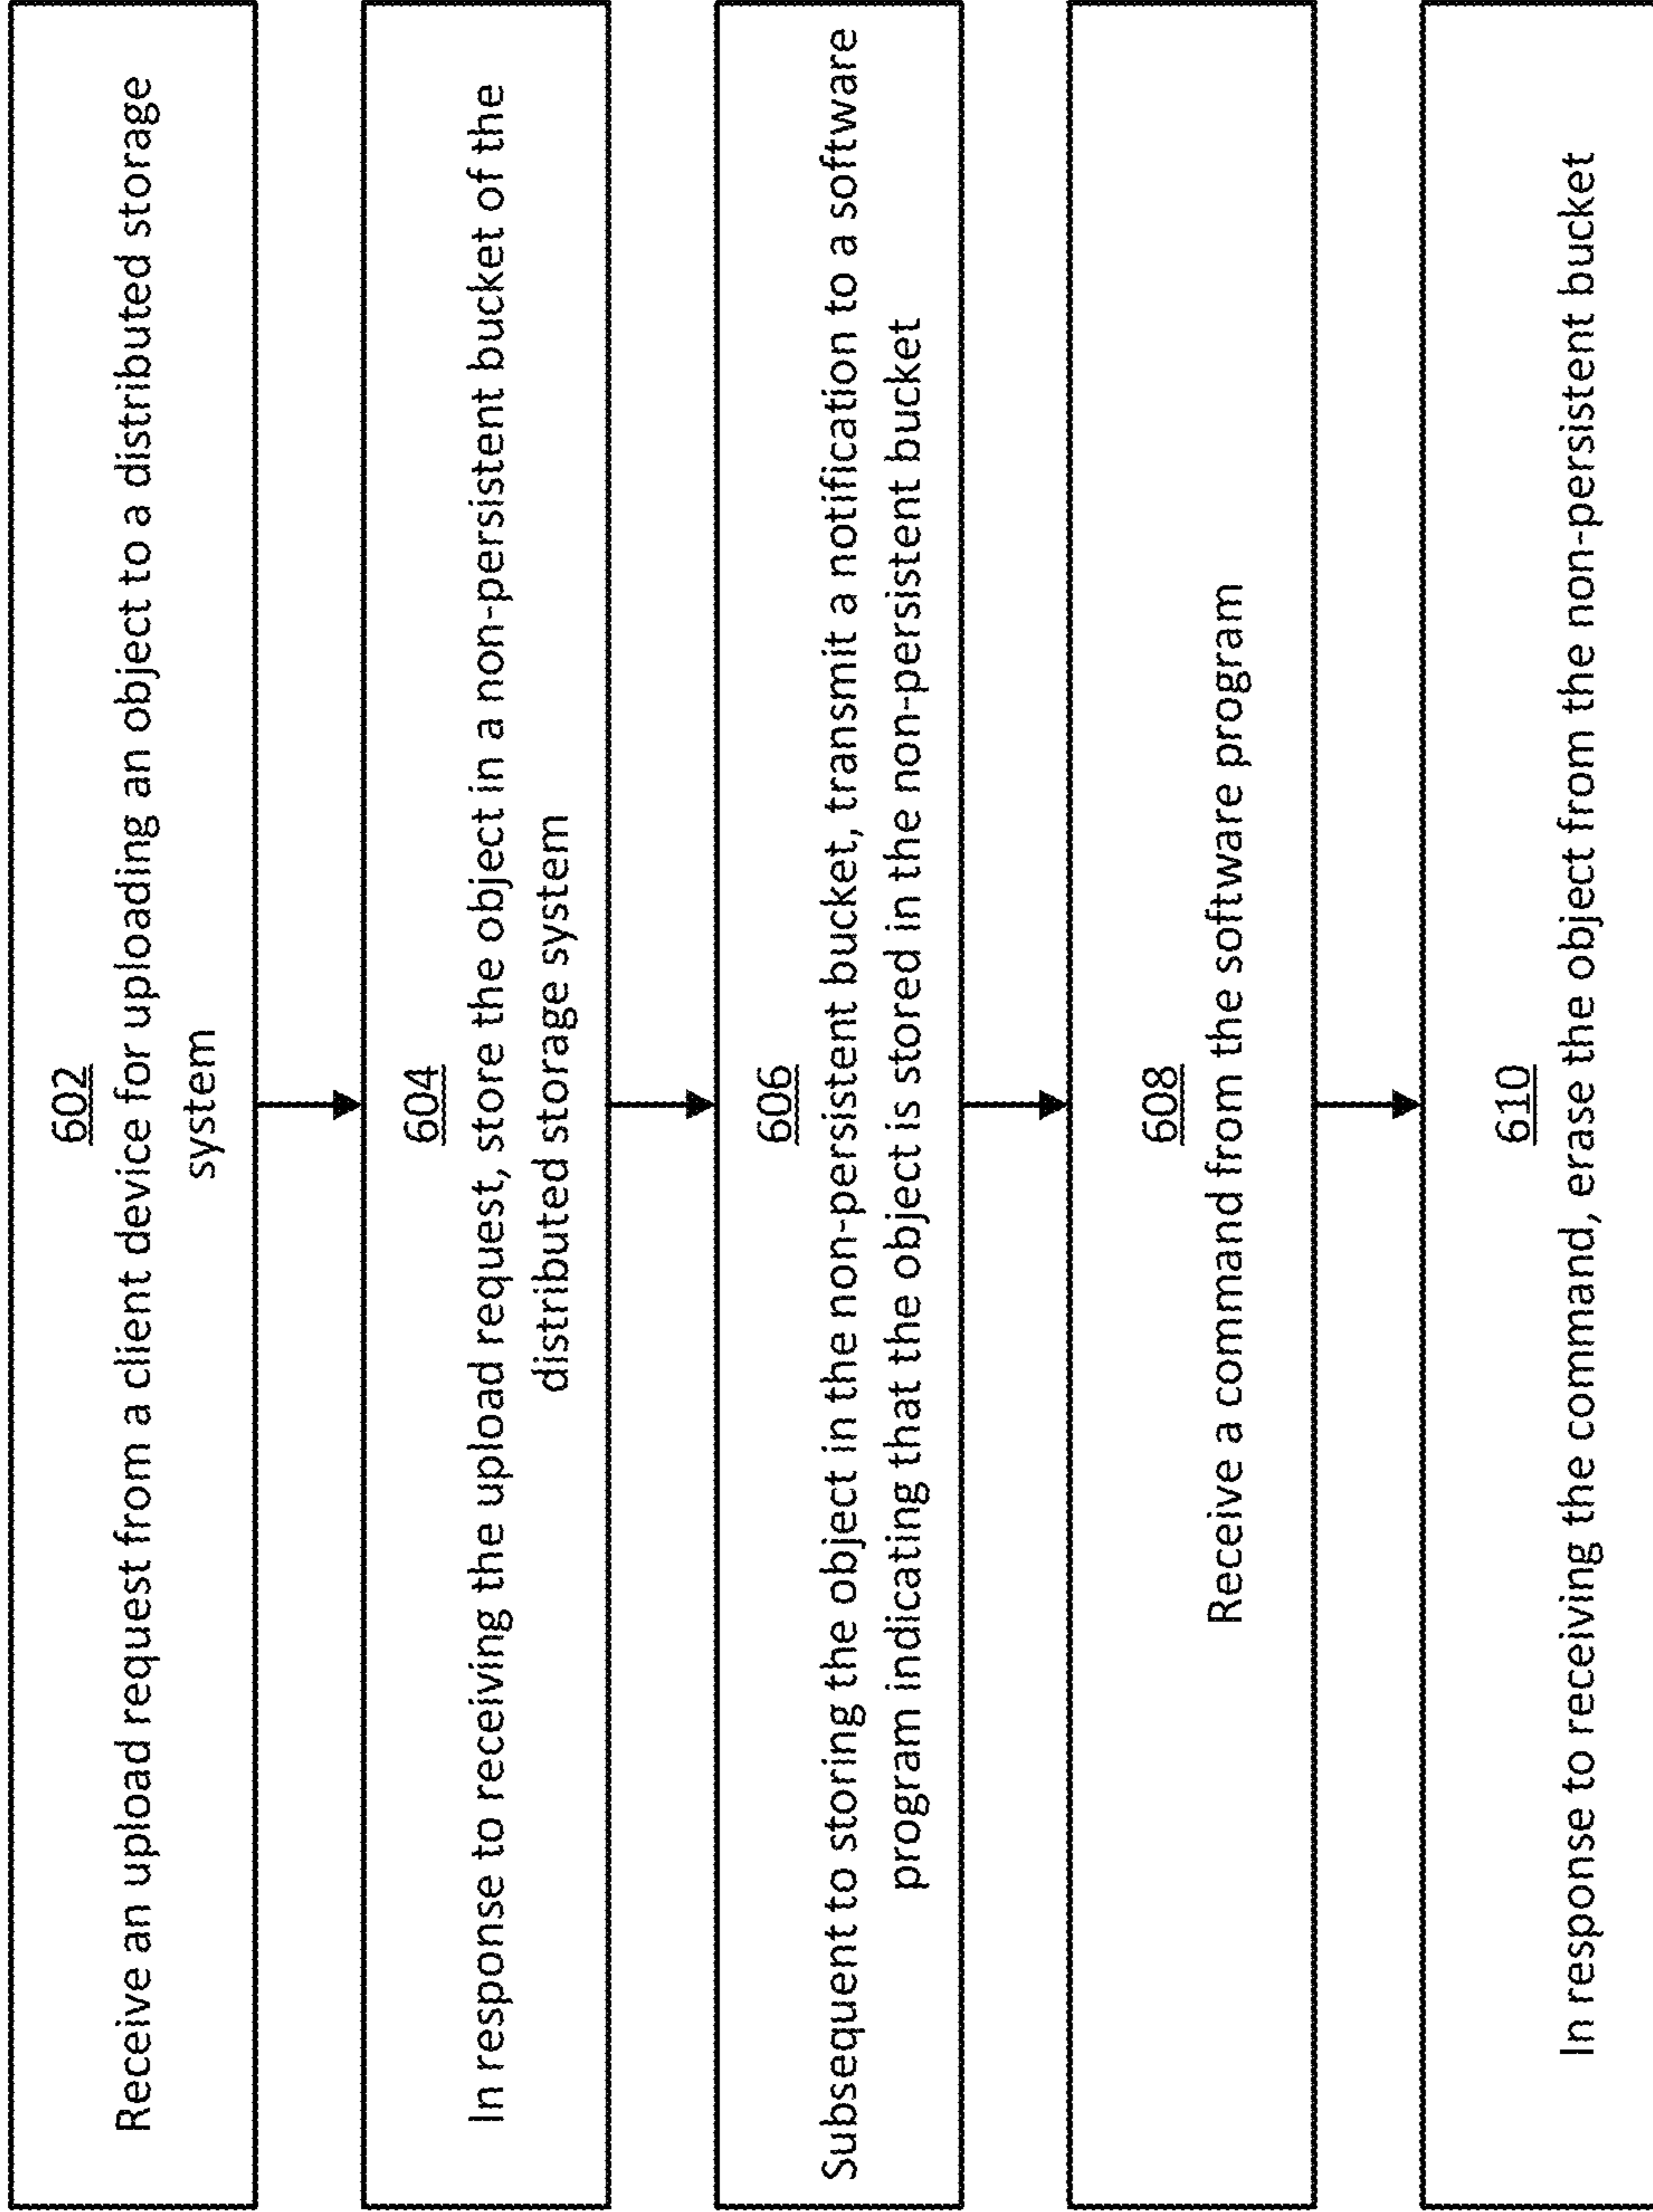 602
Receive an upload request from a client device for uploading an object to a distributed storage
system
604
In response to receiving the upload request, store the object in a non-persistent bucket of the
distributed storage system
606
Subsequent to storing the object in the non-persistent bucket, transmit a notification to a software
program indicating that the object is stored in the non-persistent bucket
608
Receive a command from the software program
610
In response to receiving the command, erase the object from the non-persistent bucket